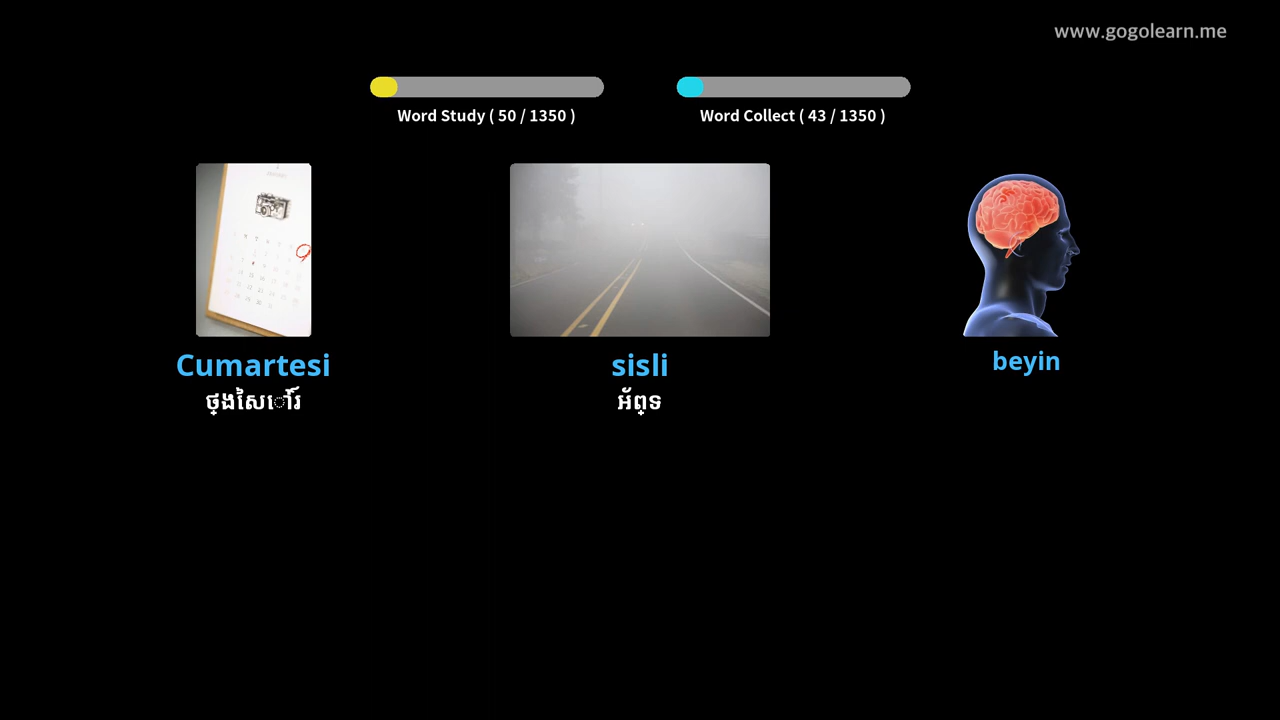 www.gogolearn.me
Word Study ( 50 / 1350 )
Word Collect ( 43 / 1350 )
Cumartesi
sisli
beyin
ថ្ងៃសៅរ៍
អ័ព្ទ